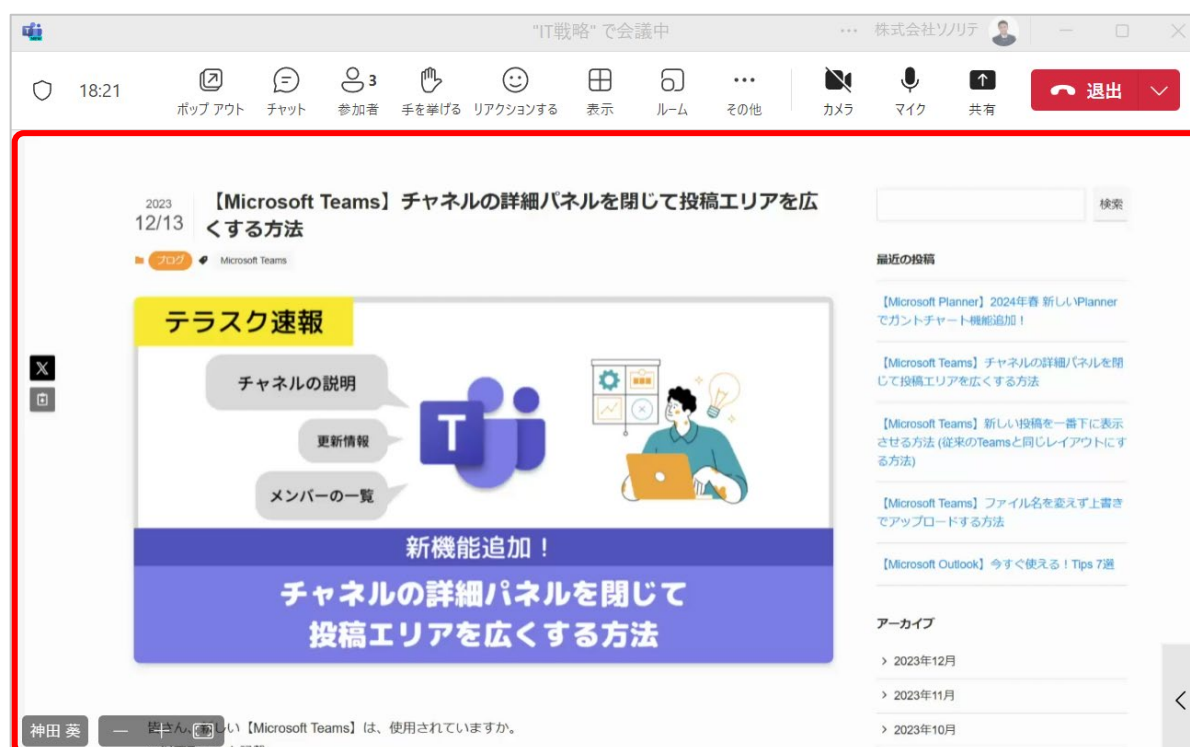 "IT戦略" で会議中
株式会社ソノリテ
18:21
ポップ アウト
チャット
3
参加者
手を挙げる
リアクションする
表示
ルーム
その他
カメラ
マイク
共有
退出
2023
12/13
【Microsoft Teams】チャネルの詳細パネルを閉じて投稿エリアを広
くする方法
ブログ
Microsoft Teams
テラスク速報
チャネルの説明
更新情報
メンバーの一覧
T
新機能追加!
チャネルの詳細パネルを閉じて
投稿エリアを広くする方法
皆さん、新しい【Microsoft Teams】は、使用されていますか。
神田 葵
検索
最近の投稿
【Microsoft Planner】2024年春 新しいPlanner
でガントチャート機能追加!
【Microsoft Teams】チャネルの詳細パネルを閉
じて投稿エリアを広くする方法
【Microsoft Teams】新しい投稿を一番下に表示
させる方法 (従来のTeamsと同じレイアウトにす
る方法)
【Microsoft Teams】ファイル名を変えず上書き
でアップロードする方法
【Microsoft Outlook】今すぐ使える!Tips 7選
アーカイブ
2023年12月
2023年11月
2023年10月